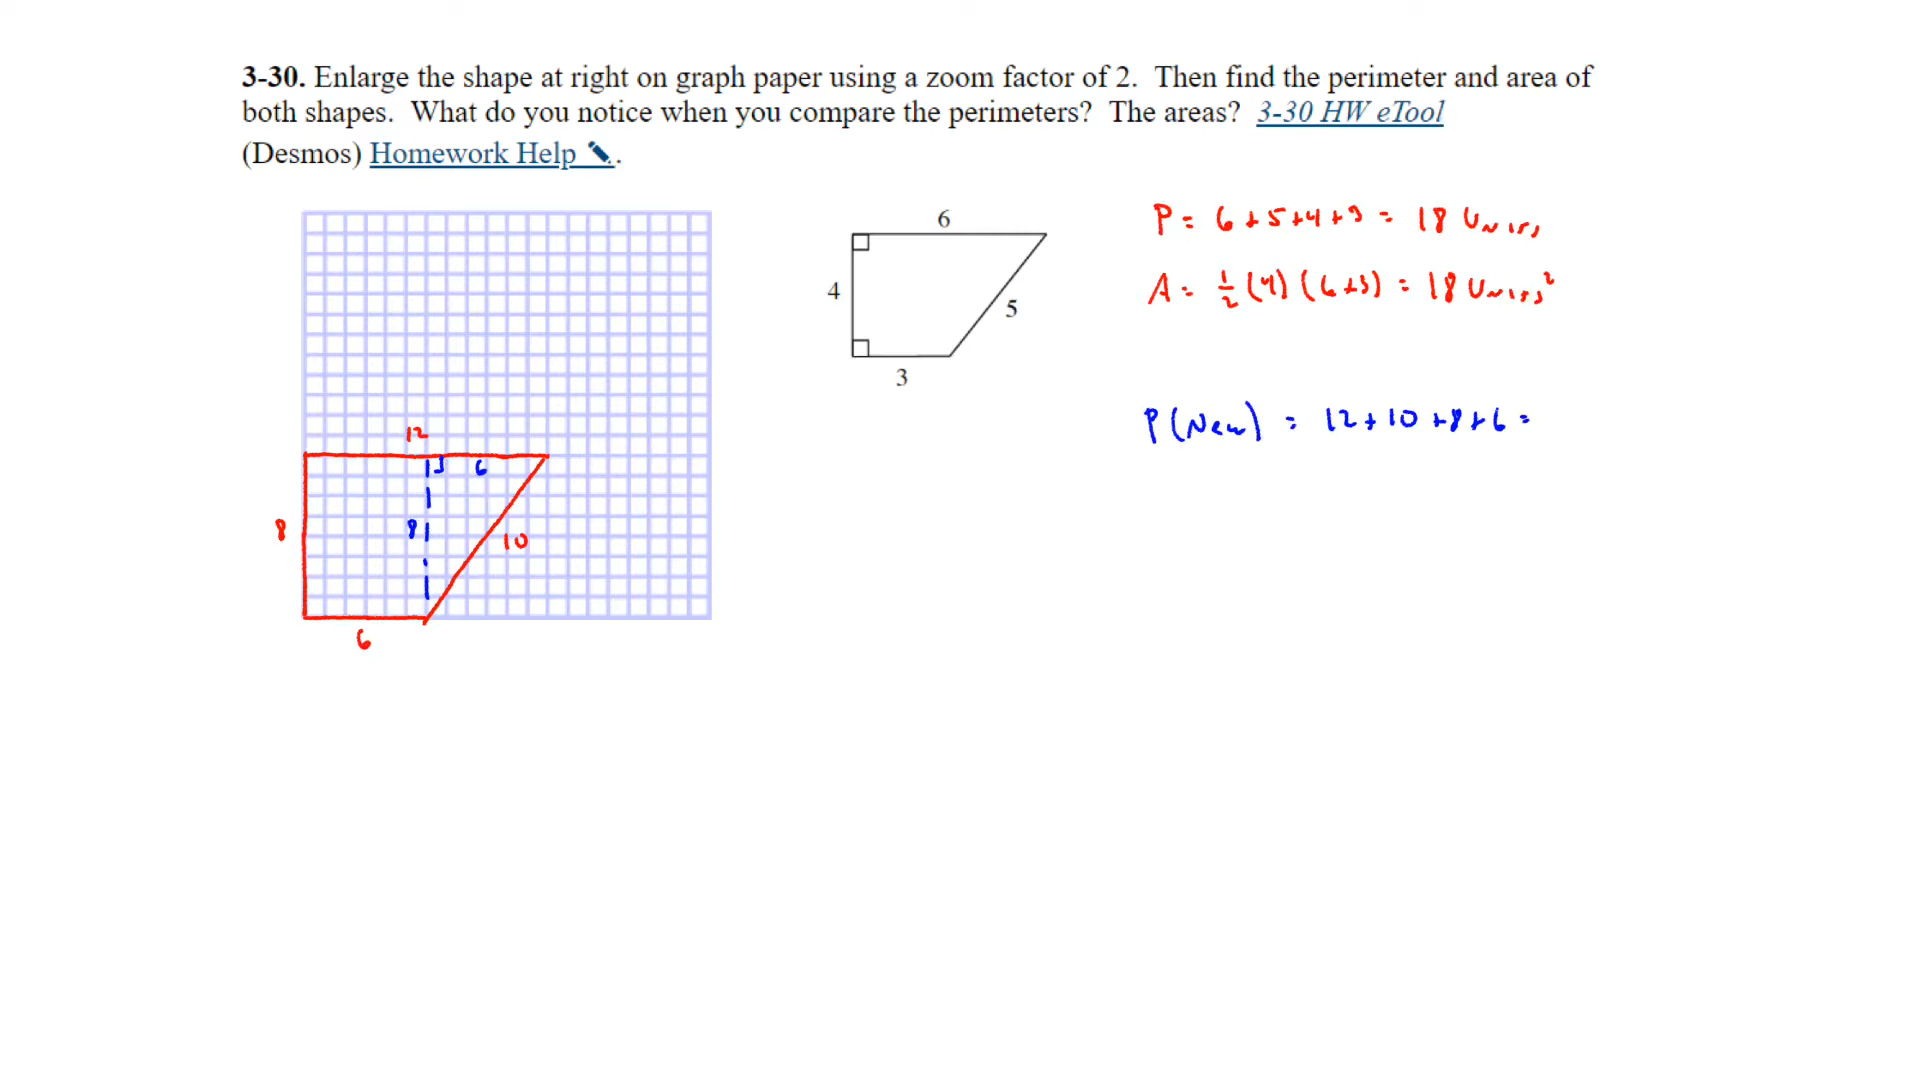 3-30. Enlarge the shape at right on graph paper using a zoom factor of 2. Then find the perimeter and area of
both shapes. What do you notice when you compare the perimeters? The areas? 3-30 HW eTool
(Desmos) Homework Help .
6
4
5
3
P = 6+5+4+3 = 18 Units
A = 1/2 (4) (6+3) = 18 Units²
P(New) = 12+10+8+6 =
12
6
8
8
10
6